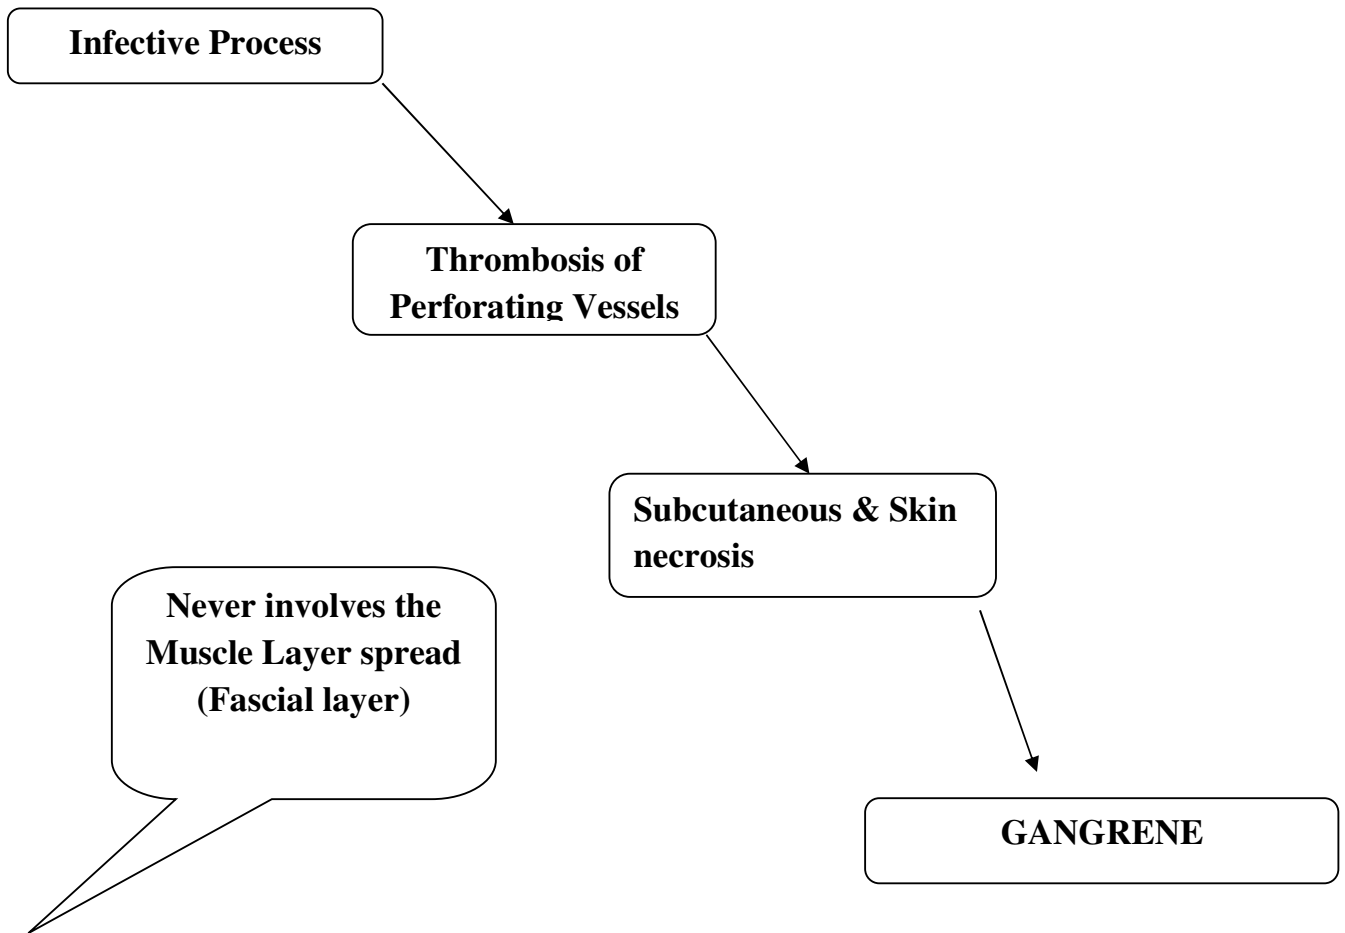 Infective Process
Thrombosis of
Perforating Vessels
Subcutaneous & Skin
necrosis
Never involves the
Muscle Layer spread
(Fascial layer)
GANGRENE